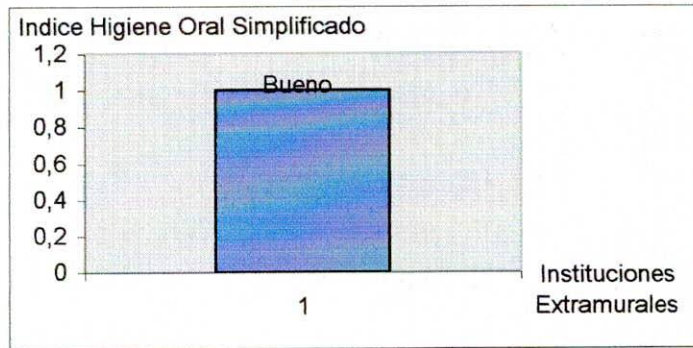 Indice Higiene Oral Simplificado
1,2
1
0,8
0,6
0,4
0,2
0
Bueno
1
Instituciones
Extramurales